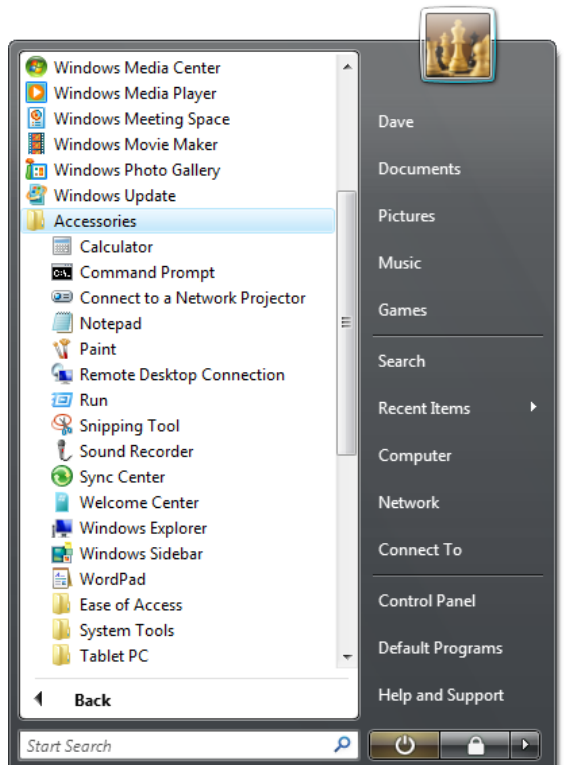 Windows Media Center
Windows Media Player
Windows Meeting Space
Windows Movie Maker
Windows Photo Gallery
Windows Update
Accessories
Calculator
Command Prompt
Connect to a Network Projector
Notepad
Paint
Remote Desktop Connection
Run
Snipping Tool
Sound Recorder
Sync Center
Welcome Center
Windows Explorer
Windows Sidebar
WordPad
Ease of Access
System Tools
Tablet PC
Back
Start Search
Dave
Documents
Pictures
Music
Games
Search
Recent Items
Computer
Network
Connect To
Control Panel
Default Programs
Help and Support